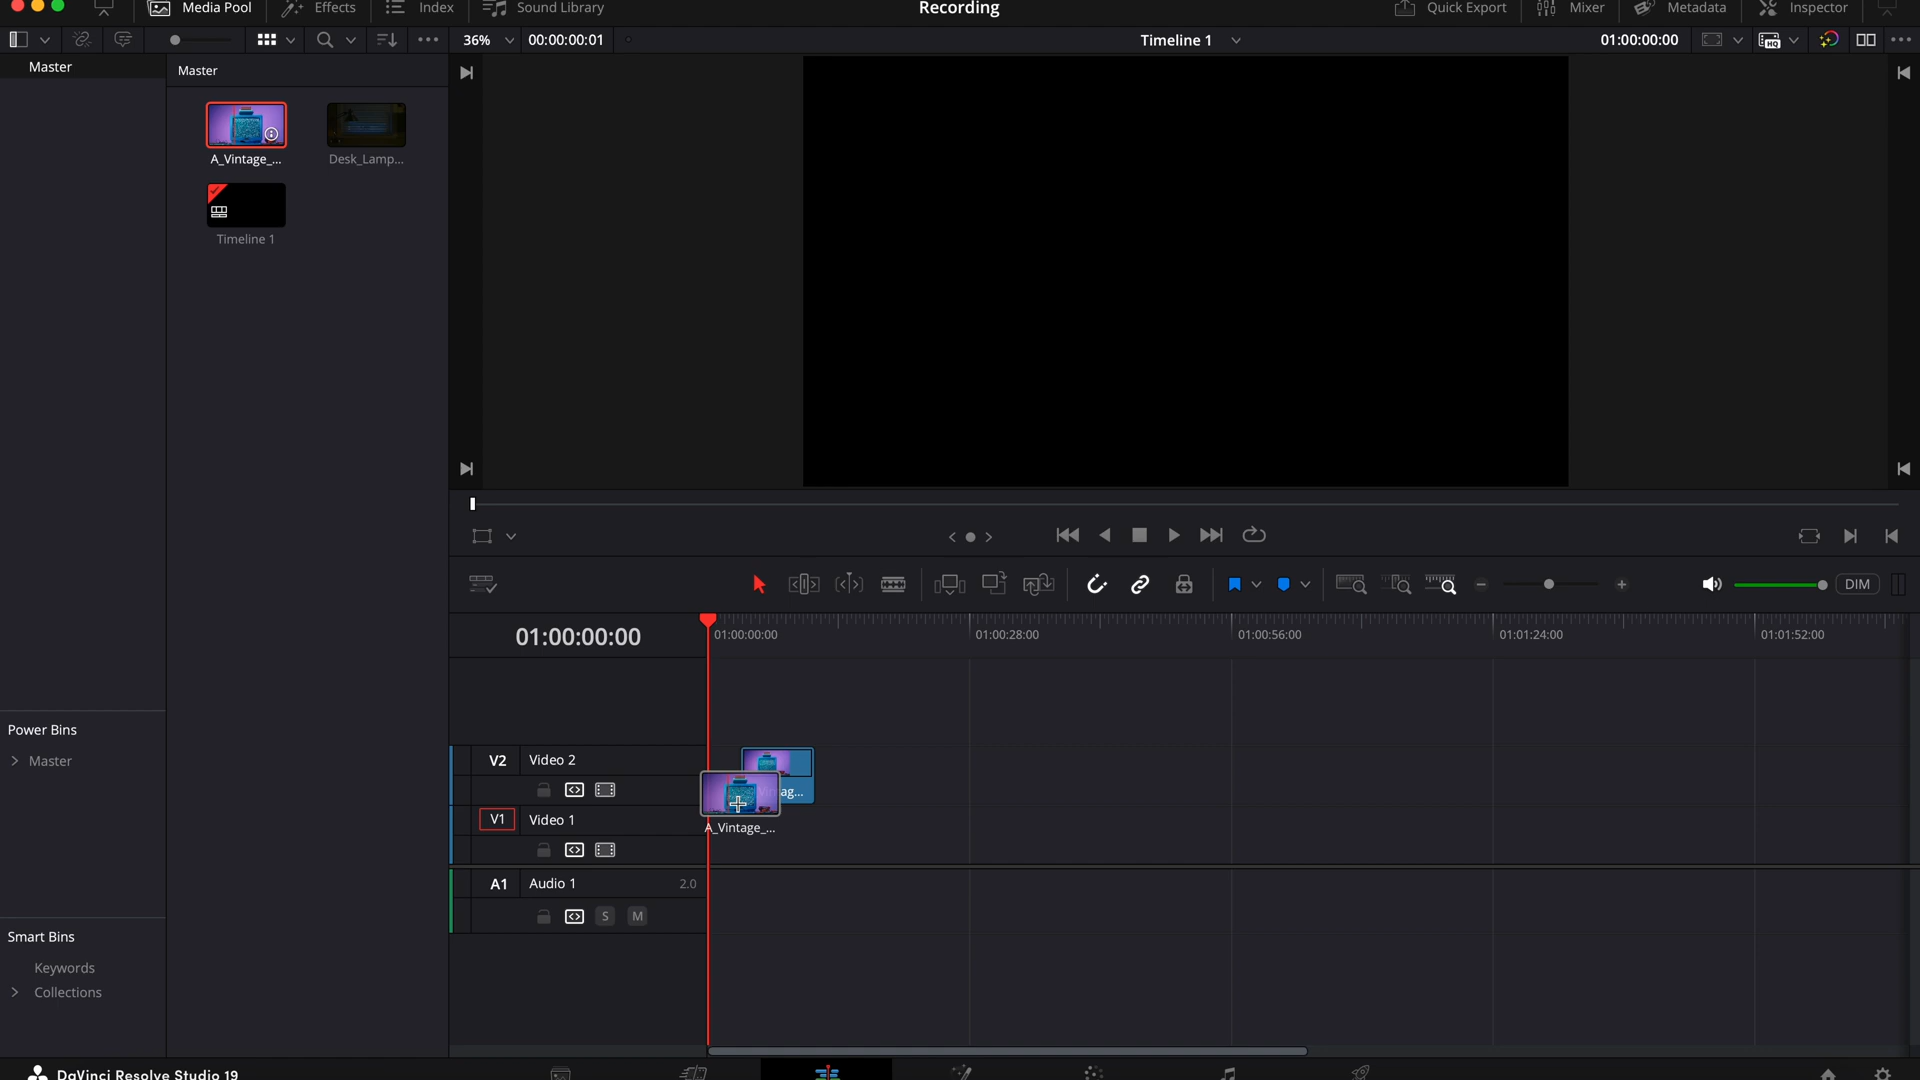 Media Pool Effects Index Sound Library Recording Quick Export Mixer Metadata Inspector
36% 00:00:00:01 Timeline 1 01:00:00:00
Master Master
A_Vintage_... Desk_Lamp...
Timeline 1
01:00:00:00 01:00:00:00 01:00:28:00 01:00:56:00 01:01:24:00 01:01:52:00
DIM
Power Bins
Master
V2 Video 2
ag...
V1 Video 1
A_Vintage_...
A1 Audio 1 2.0
S M
Smart Bins
Keywords
Collections
DaVinci Resolve Studio 19